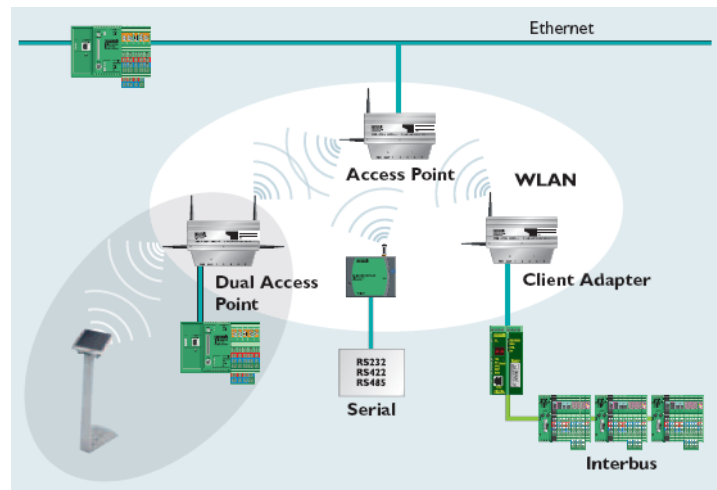 Ethernet
Access Point
WLAN
Dual Access
Point
Client Adapter
RS232
RS422
RS485
Serial
Interbus